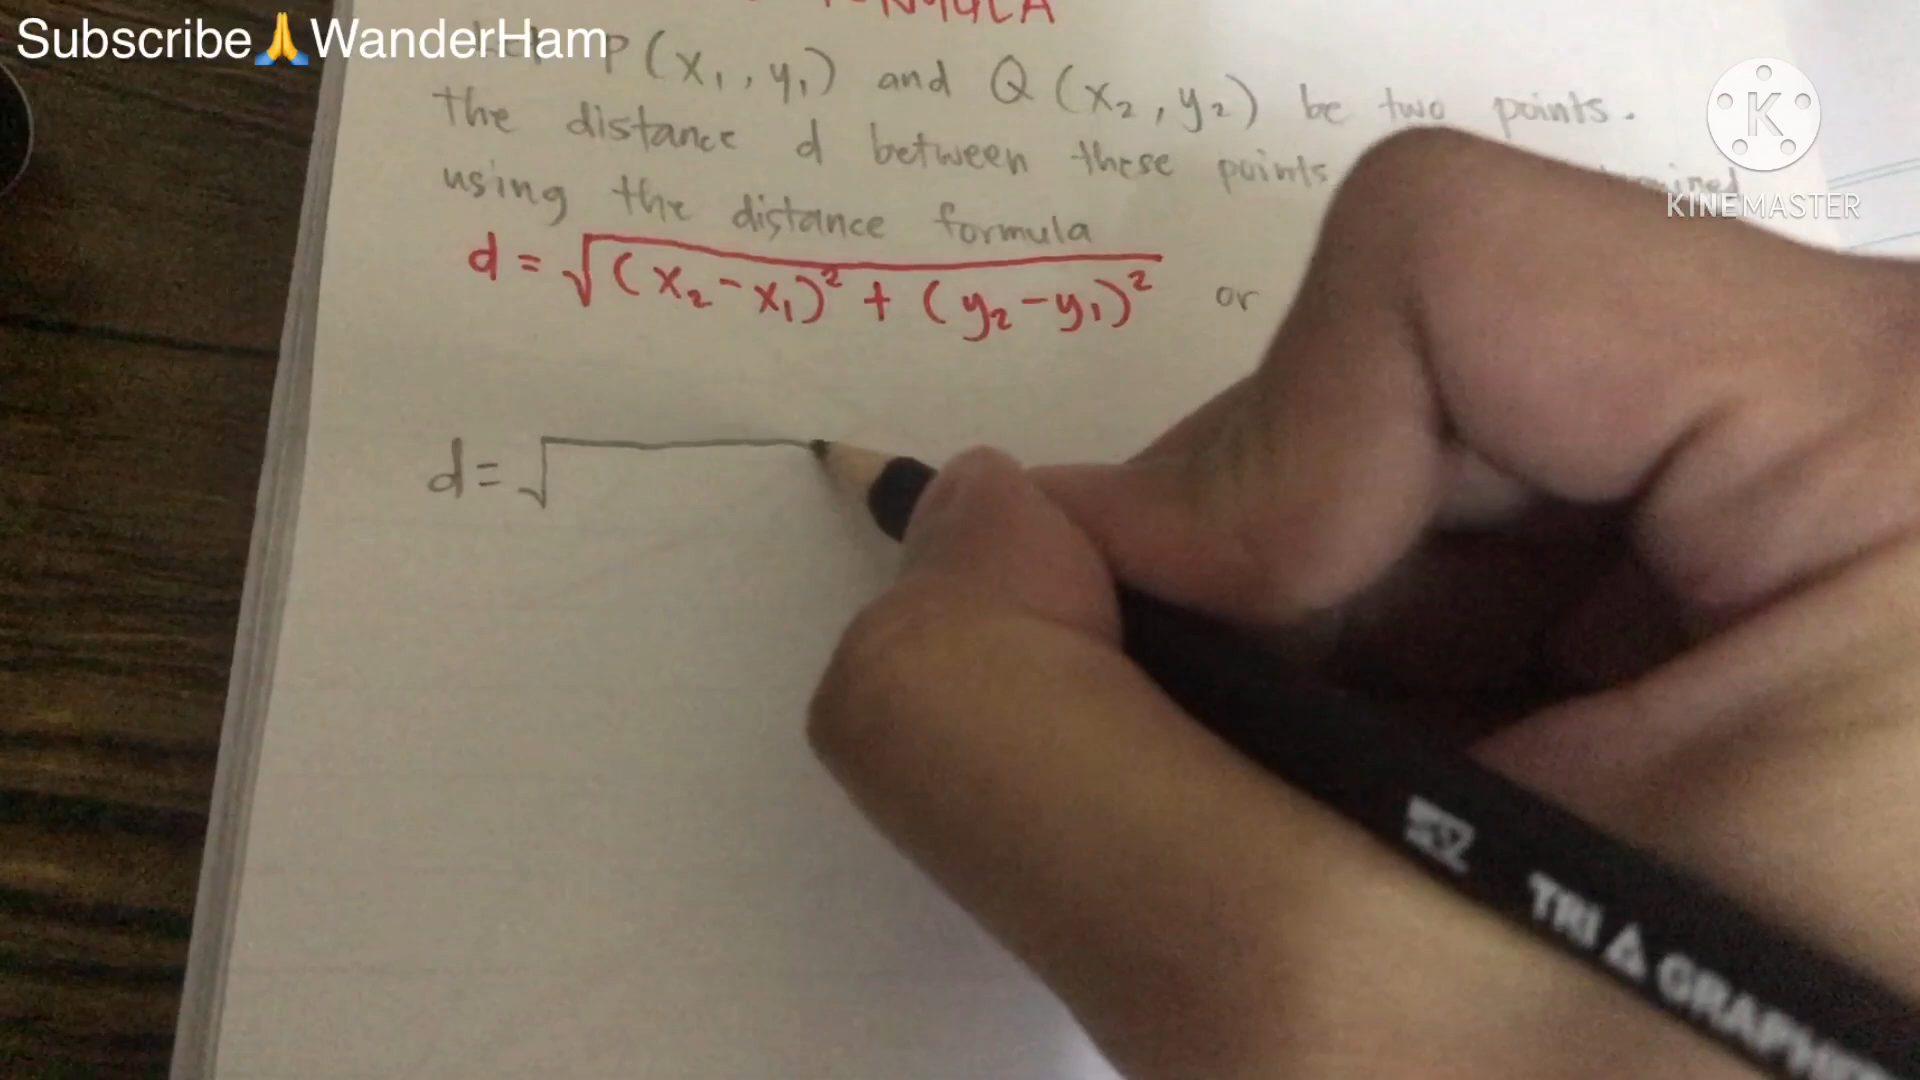 Subscribe🙏WanderHam
FORMULA
P(x₁, y₁) and Q(x₂, y₂) be two points.
the distance d between these points
using the distance formula
d = √(x₂-x₁)² + (y₂-y₁)² or
d = √
K
KINEMASTER
TRI GRAPHIC